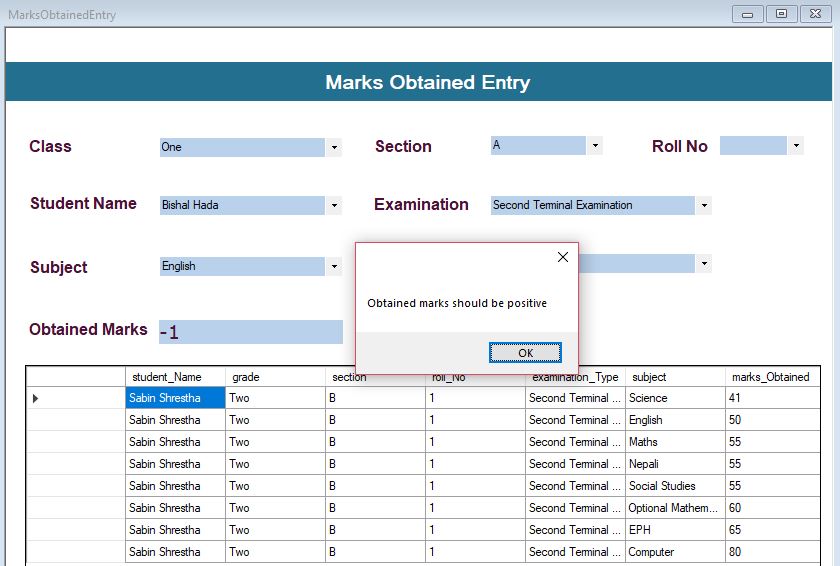 MarksObtainedEntry
Marks Obtained Entry
Class One Section A Roll No
Student Name Bishal Hada Examination Second Terminal Examination
Subject English
Obtained marks should be positive
Obtained Marks -1
OK
student_Name grade section roll_No examination_Type subject marks_Obtained
Sabin Shrestha Two B 1 Second Terminal ... Science 41
Sabin Shrestha Two B 1 Second Terminal ... English 50
Sabin Shrestha Two B 1 Second Terminal ... Maths 55
Sabin Shrestha Two B 1 Second Terminal ... Nepali 55
Sabin Shrestha Two B 1 Second Terminal ... Social Studies 55
Sabin Shrestha Two B 1 Second Terminal ... Optional Mathem... 60
Sabin Shrestha Two B 1 Second Terminal ... EPH 65
Sabin Shrestha Two B 1 Second Terminal ... Computer 80